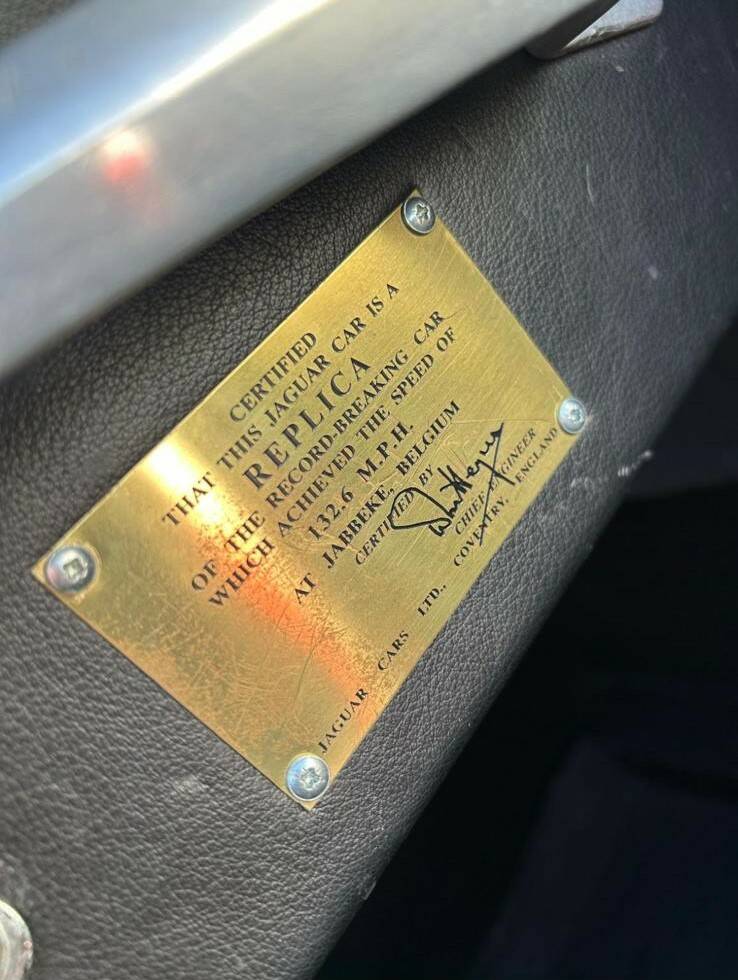 CERTIFIED
THAT THIS JAGUAR CAR IS A
REPLICA
OF THE RECORD-BREAKING CAR
WHICH ACHIEVED THE SPEED OF
132.6 M.P.H.
AT JABBEKE, BELGIUM
CERTIFIED BY
CHIEF ENGINEER
JAGUAR CARS LTD., COVENTRY, ENGLAND